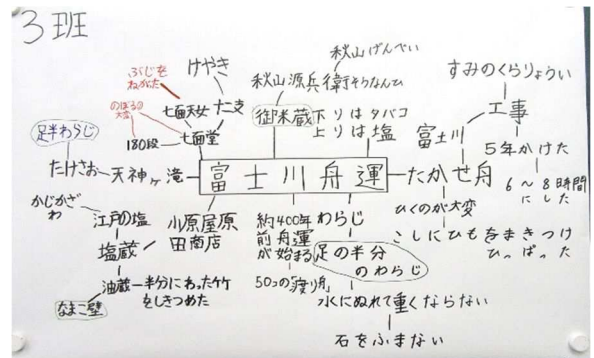 3班
けやき
秋山げんべい
ぶじを
ねがた
秋山源兵衛
そうなんひ
すみのくらりょうい
七面天女
十二支
御米蔵
下りはタバコ
上りは塩
工事
のぼるの
大変
七面堂
富士川
足半わらじ
180段
5年かけた
たけさお
天神ヶ滝
富士川舟運
たかせ舟
6〜8時間
にした
かじかざ
わ
江戸の塩
小原屋原
田商店
約400年
前舟運
が始まる
わらじ
ひくのが大変
こしにひもをまきつけ
ひっぱった
塩蔵
足の半分
のわらじ
油蔵
半分にわった竹
をしきつめた
50コの「渡り舟」
水にぬれて重くならない
なまこ壁
石をふまない